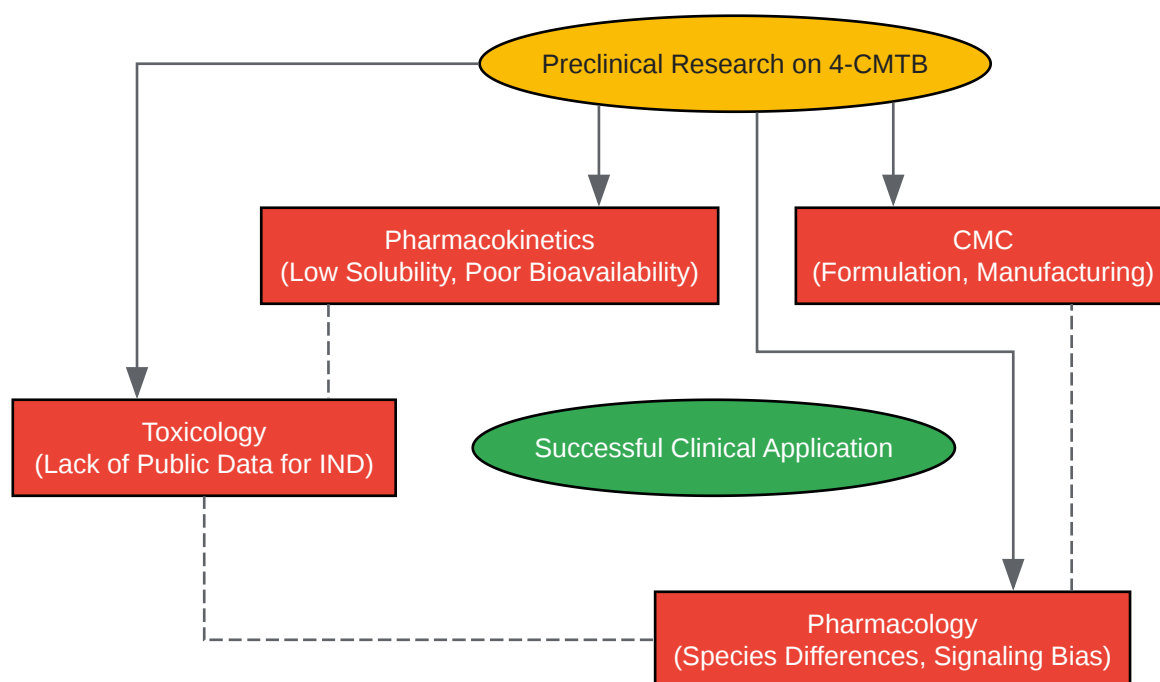 Preclinical Research on 4-CMTB
Pharmacokinetics
(Low Solubility, Poor Bioavailability)
CMC
(Formulation, Manufacturing)
Toxicology
(Lack of Public Data for IND)
Successful Clinical Application
Pharmacology
(Species Differences, Signaling Bias)